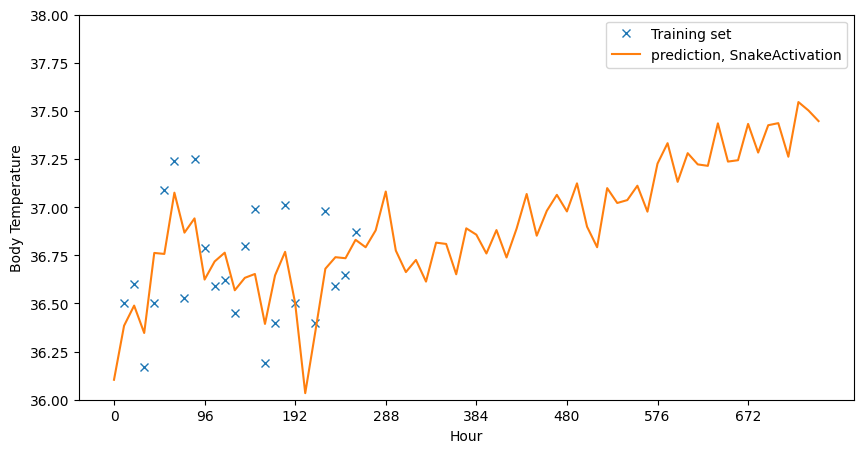 38.00
37.75
37.50
37.25
37.00
36.75
36.50
36.25
36.00
Body Temperature
0 96 192 288 384 480 576 672
Hour
Training set
prediction, SnakeActivation